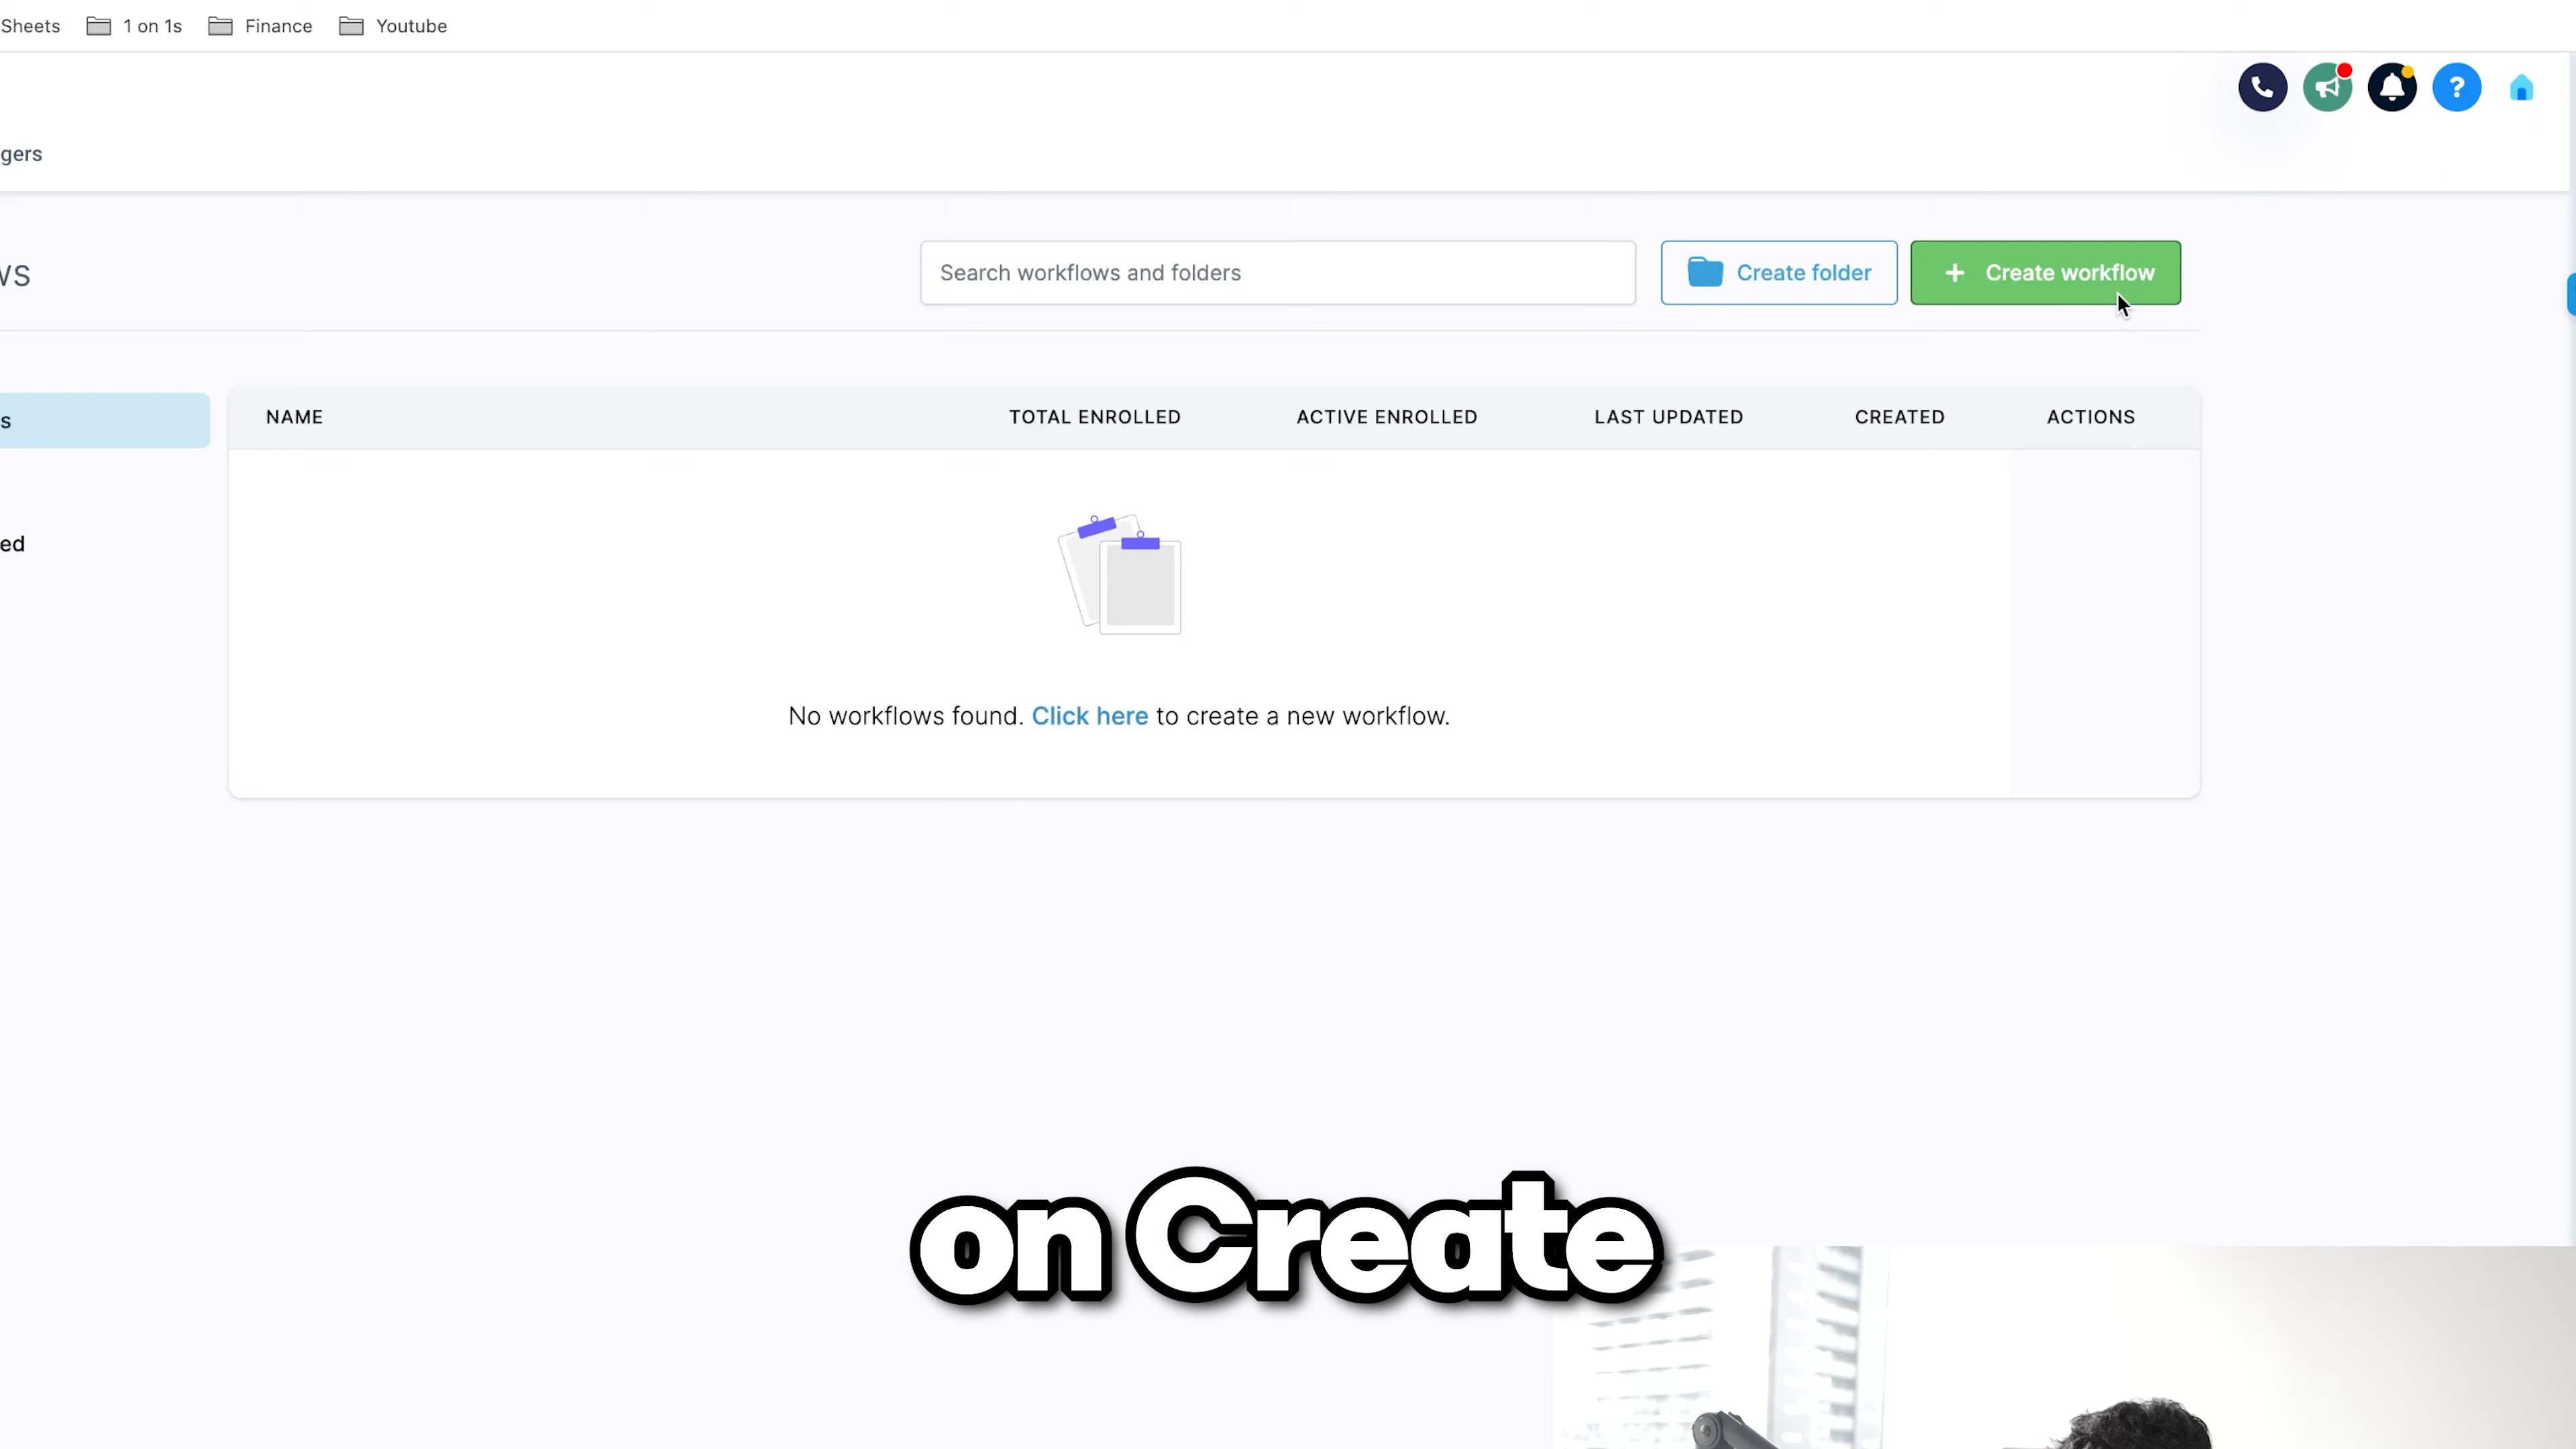 Sheets 1 on 1s Finance Youtube
?
gers
ws
Search workflows and folders
Create folder
+ Create workflow
s
ed
NAME TOTAL ENROLLED ACTIVE ENROLLED LAST UPDATED CREATED ACTIONS
No workflows found. Click here to create a new workflow.
on Create